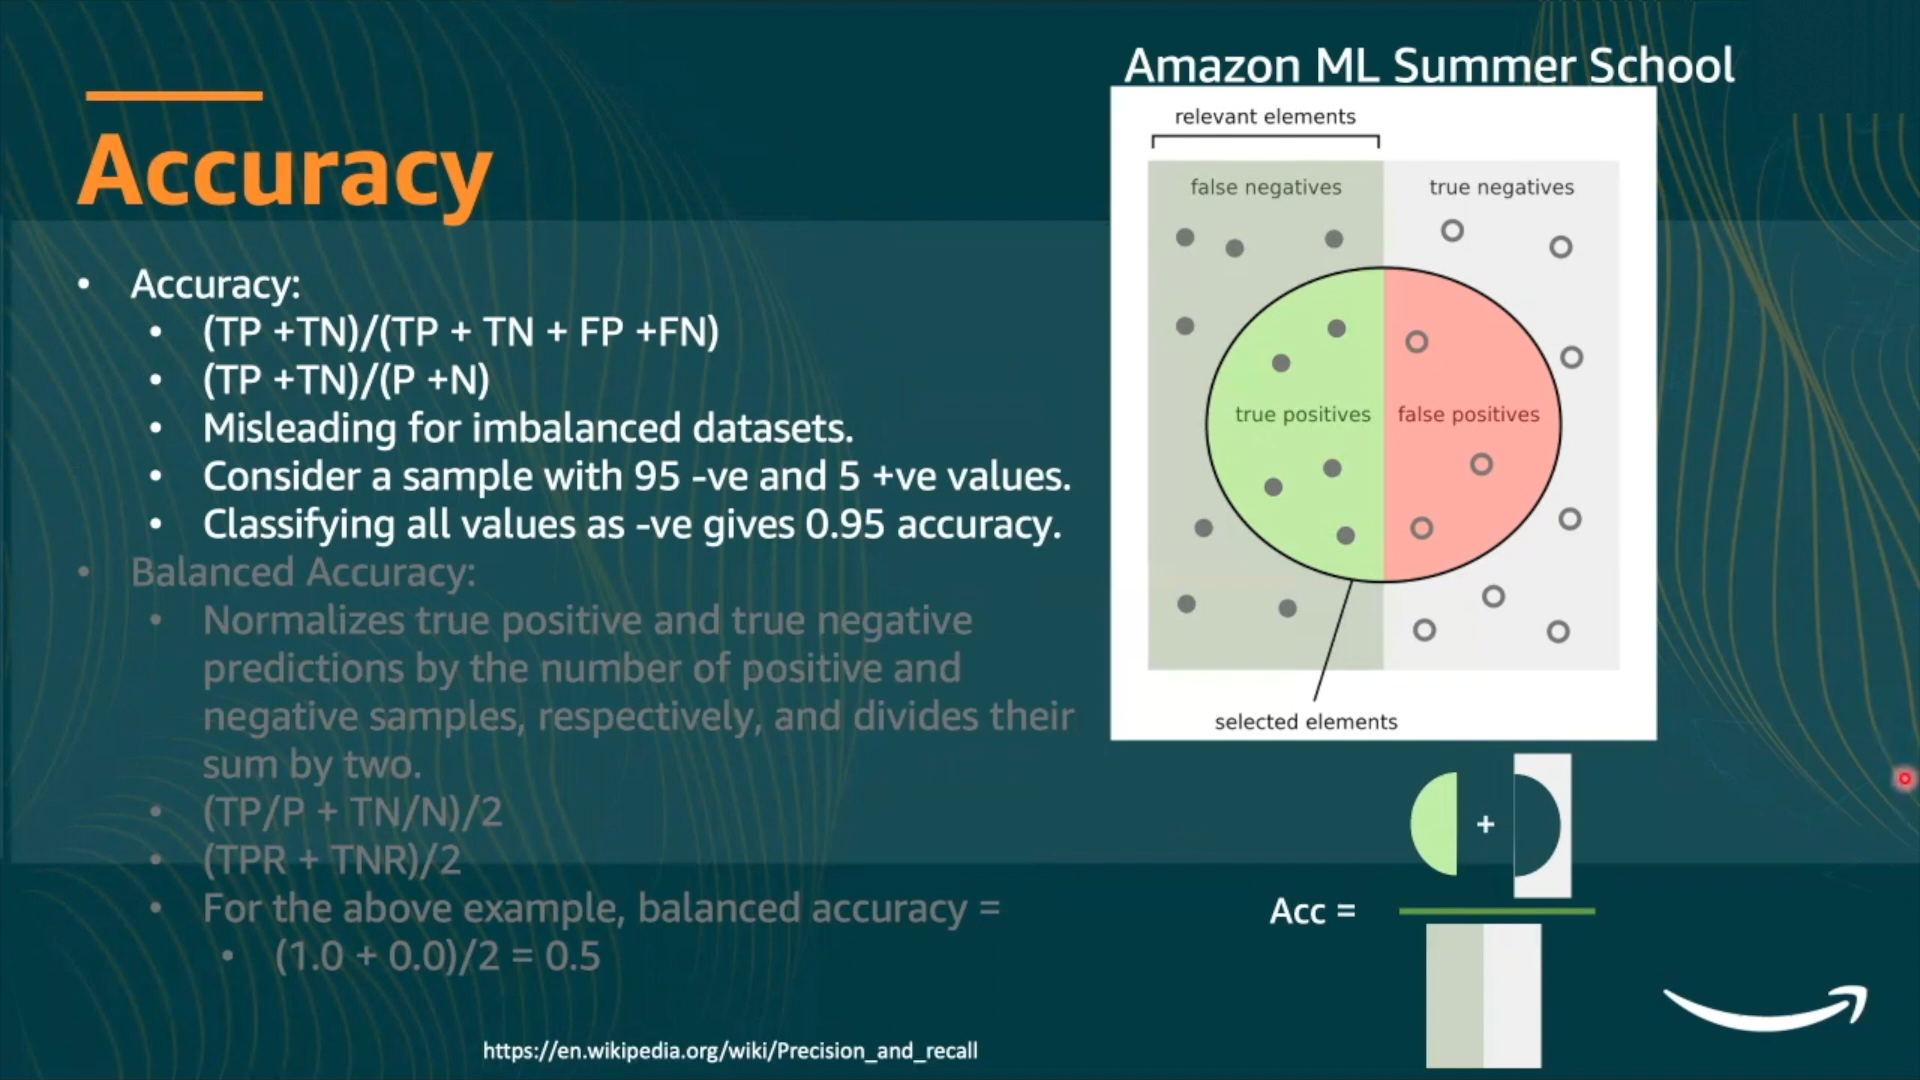 Amazon ML Summer School
Accuracy
• Accuracy:
• (TP +TN)/(TP + TN + FP +FN)
• (TP +TN)/(P +N)
• Misleading for imbalanced datasets.
• Consider a sample with 95 -ve and 5 +ve values.
• Classifying all values as -ve gives 0.95 accuracy.
• Balanced Accuracy:
• Normalizes true positive and true negative
predictions by the number of positive and
negative samples, respectively, and divides their
sum by two.
• (TP/P + TN/N)/2
• (TPR + TNR)/2
• For the above example, balanced accuracy =
• (1.0 + 0.0)/2 = 0.5
relevant elements
false negatives
true negatives
true positives
false positives
selected elements
+
Acc =
https://en.wikipedia.org/wiki/Precision_and_recall